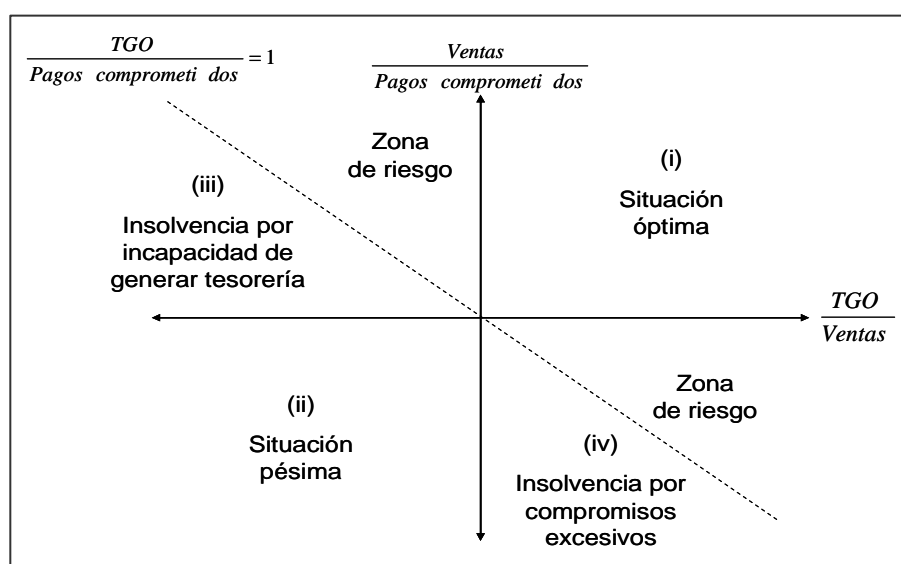 TGO
Pagos comprometi dos
= 1
Ventas
Pagos comprometi dos
Zona
de riesgo
(i)
Situación
óptima
(iii)
Insolvencia por
incapacidad de
generar tesorería
TGO
Ventas
(ii)
Situación
pésima
Zona
de riesgo
(iv)
Insolvencia por
compromisos
excesivos